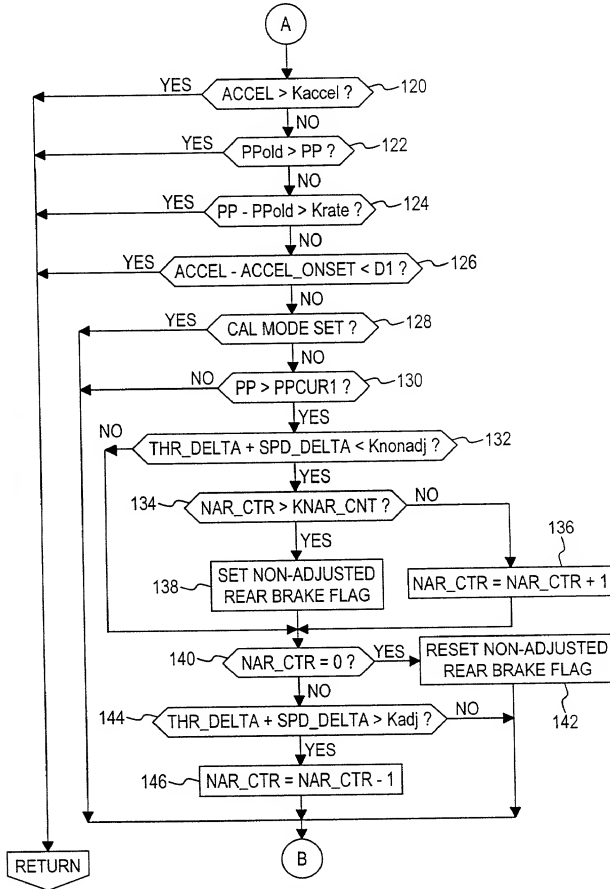 A
YES
ACCEL > Kaccel ?
120
NO
YES
PPold > PP ?
122
NO
YES
PP - PPold > Krate ?
124
NO
YES
ACCEL - ACCEL_ONSET < D1 ?
126
NO
YES
CAL MODE SET ?
128
NO
NO
PP > PPCUR1 ?
130
YES
NO
THR_DELTA + SPD_DELTA < Knonadj ?
132
YES
134
NAR_CTR > KNAR_CNT ?
NO
YES
136
138
SET NON-ADJUSTED
REAR BRAKE FLAG
NAR_CTR = NAR_CTR + 1
140
NAR_CTR = 0 ?
YES
RESET NON-ADJUSTED
REAR BRAKE FLAG
NO
142
144
THR_DELTA + SPD_DELTA > Kadj ?
NO
YES
146
NAR_CTR = NAR_CTR - 1
B
RETURN